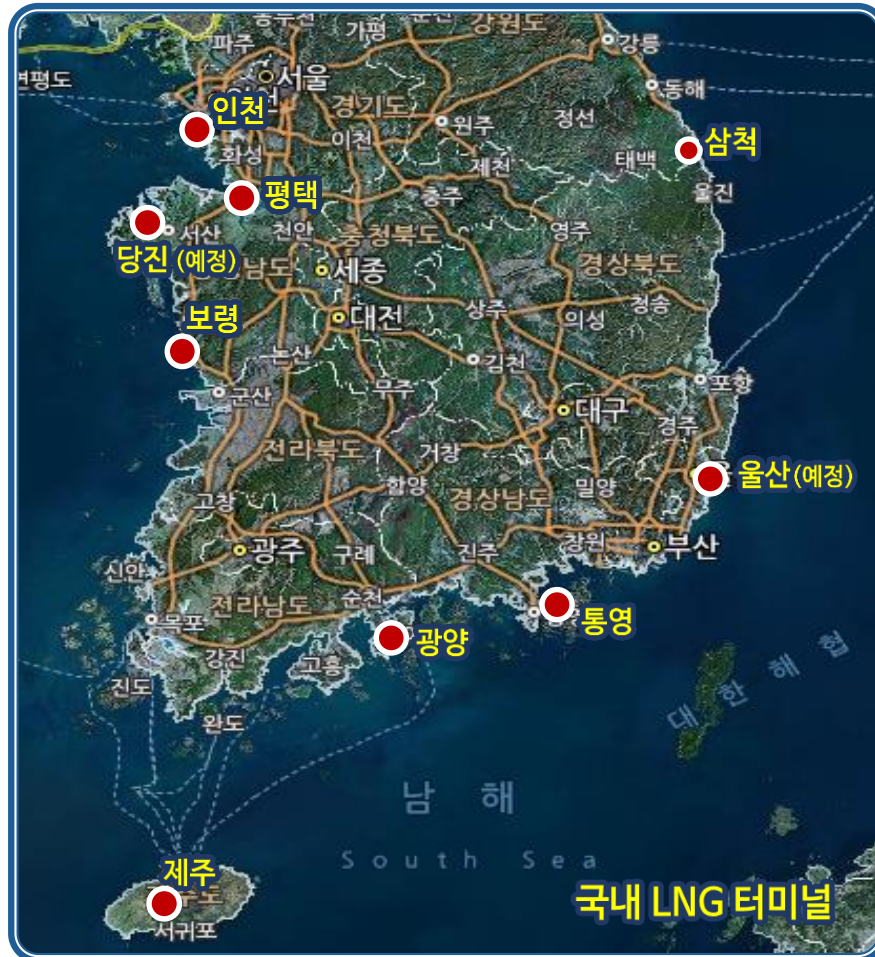 가평
강원도
파주
강릉
서울
연평도
동해
인천
경기도
원주
정선
이천
삼척
화성
제천
태백
평택
충주
울진
서산
천안
충청북도
영주
당진 (예정)
남도
세종
경상북도
보령
대전
상주
청송
의성
논산
김천
포항
군산
무주
대구
경주
전라북도
거창
함양
울산 (예정)
고창
경상남도
밀양
광주
구례
진주
창원
부산
신안
전라남도
순천
목포
광양
통영
강진
고흥
진도
완도
대한해협
남 해
South Sea
제주
서귀포
국내 LNG 터미널